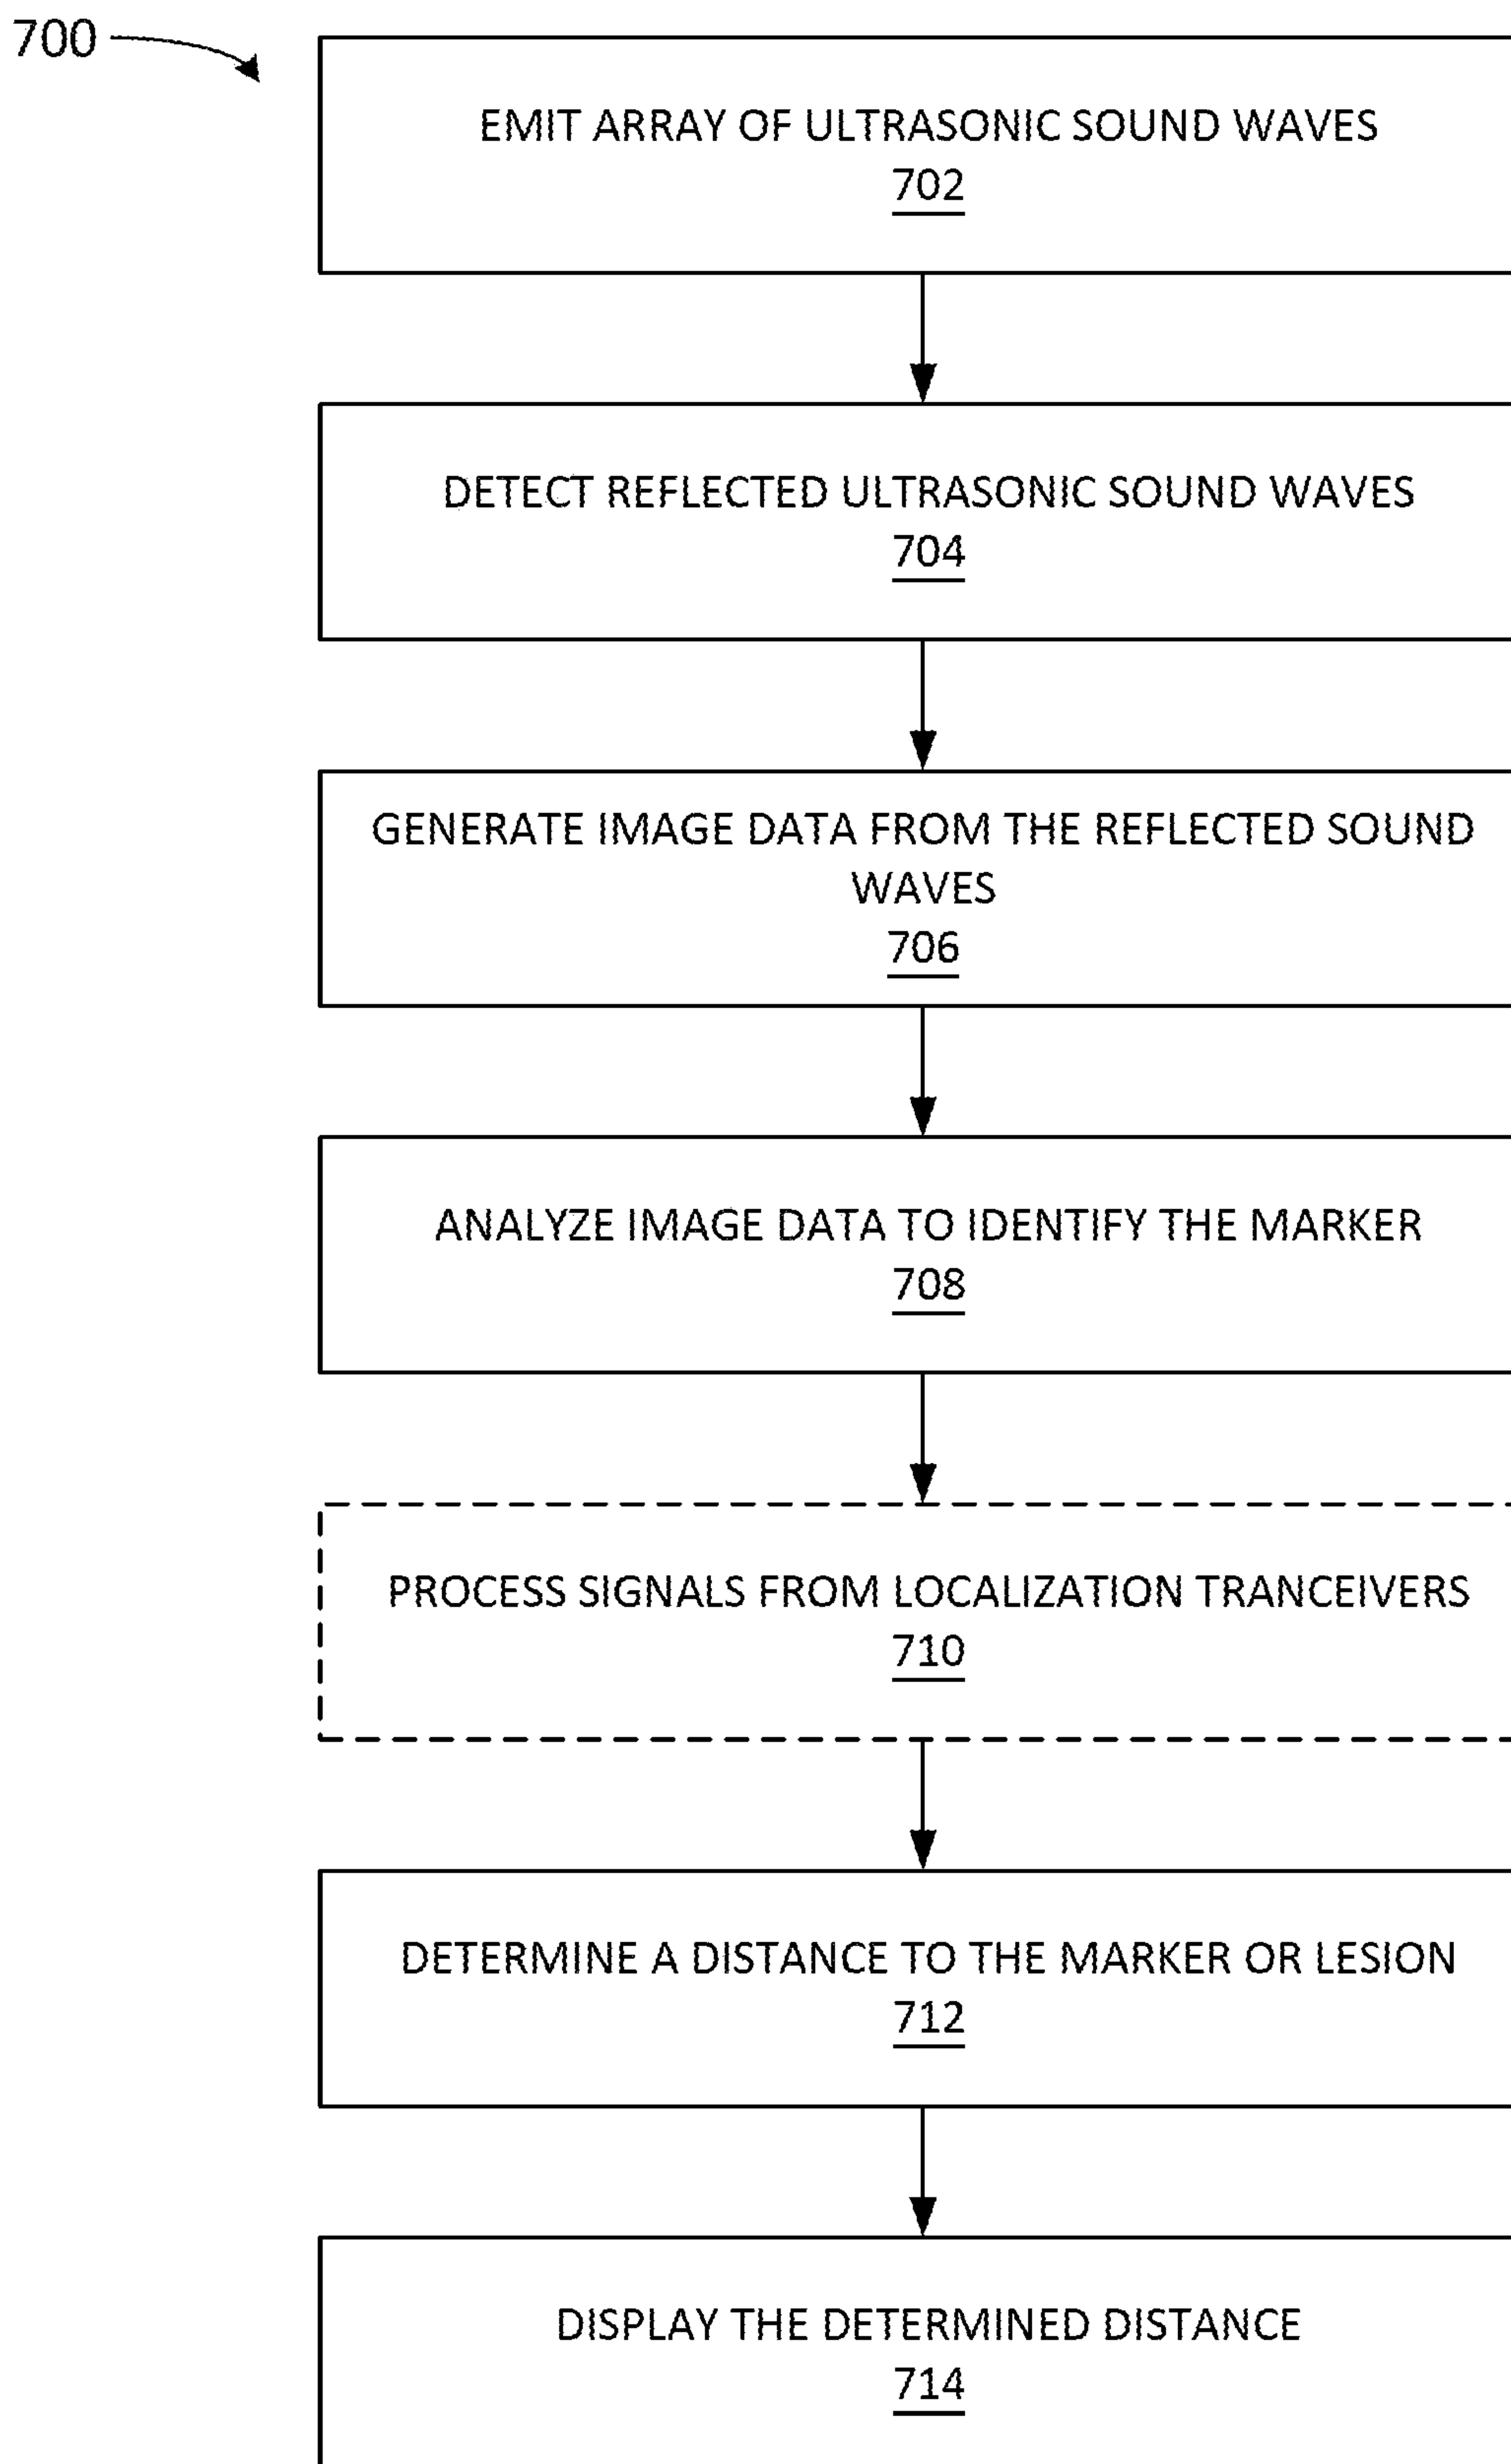 700
EMIT ARRAY OF ULTRASONIC SOUND WAVES
702
DETECT REFLECTED ULTRASONIC SOUND WAVES
704
GENERATE IMAGE DATA FROM THE REFLECTED SOUND
WAVES
706
ANALYZE IMAGE DATA TO IDENTIFY THE MARKER
708
PROCESS SIGNALS FROM LOCALIZATION TRANCEIVERS
710
DETERMINE A DISTANCE TO THE MARKER OR LESION
712
DISPLAY THE DETERMINED DISTANCE
714